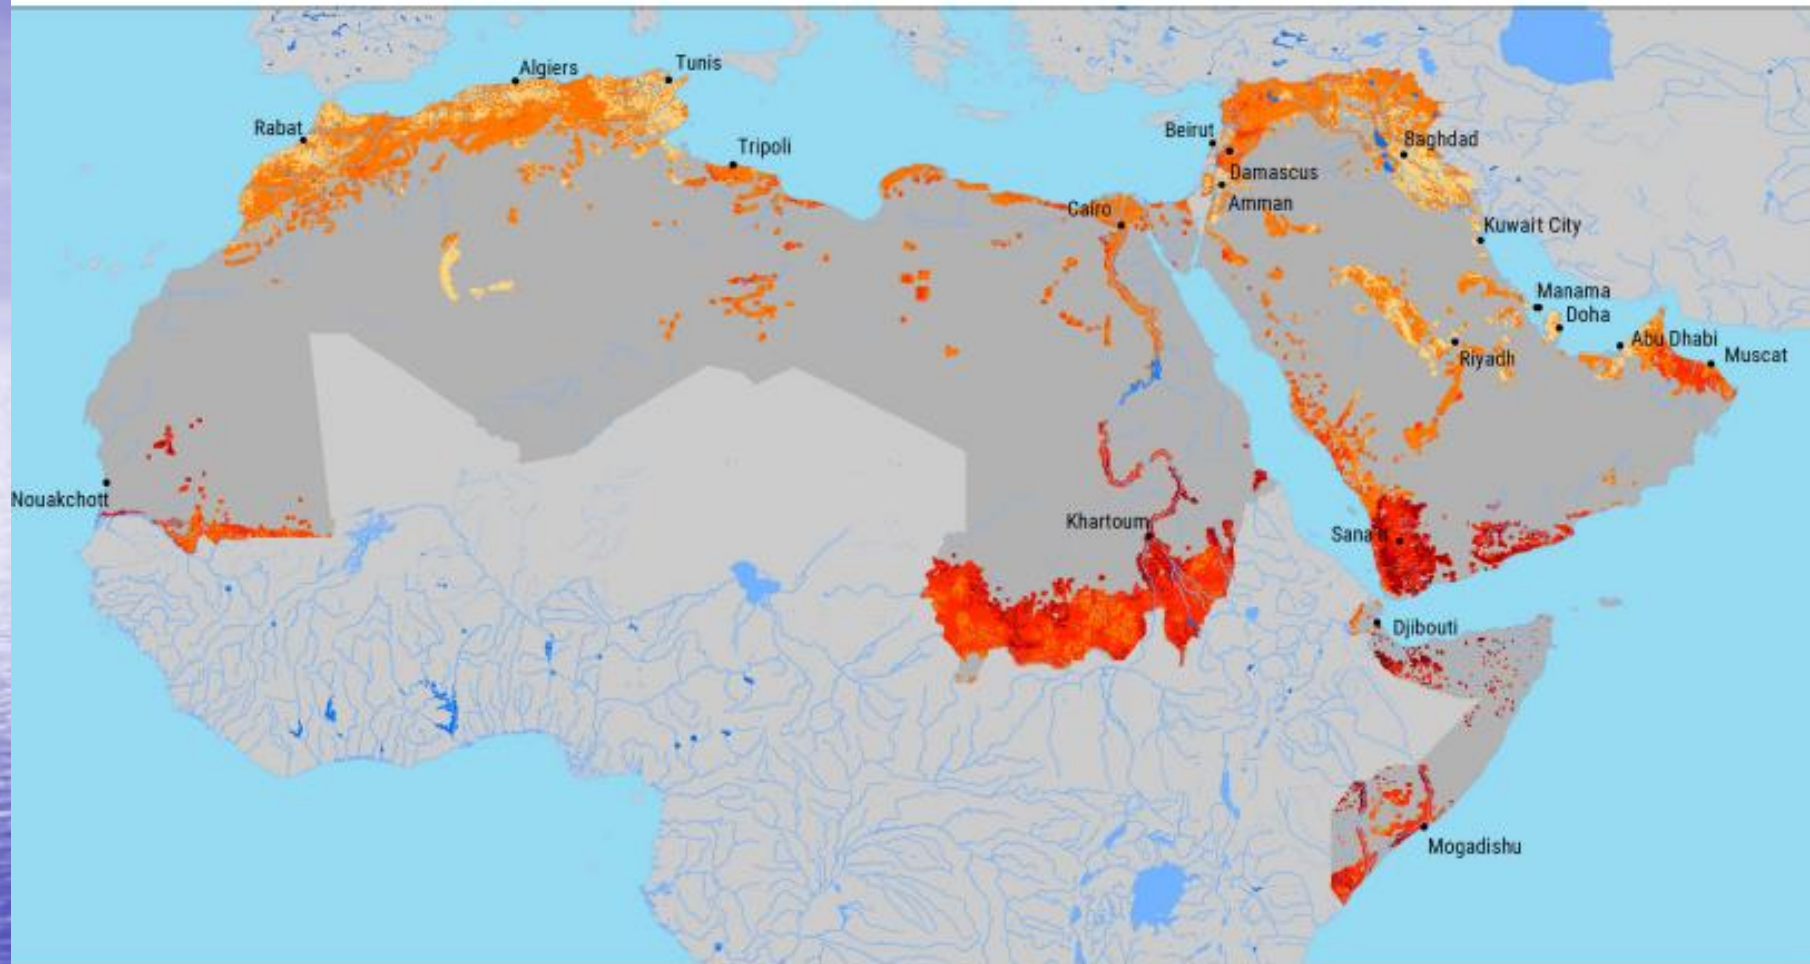 Algiers
Tunis
Rabat
Tripoli
Beirut
Baghdad
Damascus
Cairo
Amman
Kuwait City
Manama
Doha
Abu Dhabi
Muscat
Riyadh
Nouakchott
Khartoum
Sana'a
Djibouti
Mogadishu